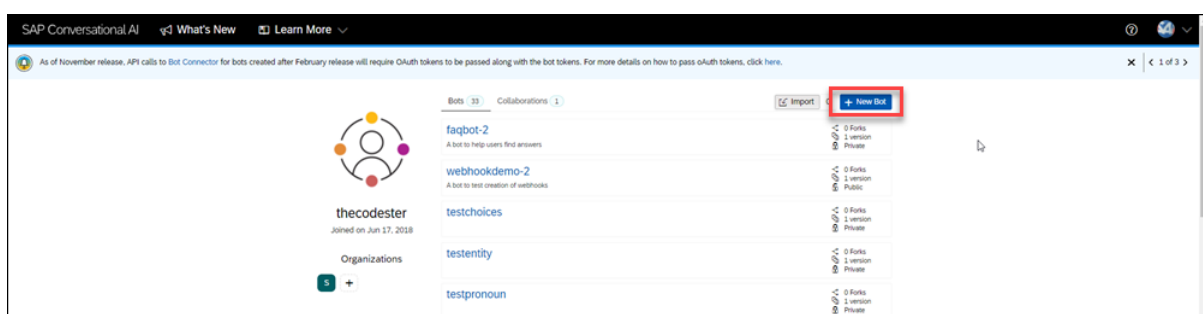 SAP Conversational AI What's New Learn More
As of November release, API calls to Bot Connector for bots created after February release will require OAuth tokens to be passed along with the bot tokens. For more details on how to pass oAuth tokens, click here.
1 of 3
Bots 33 Collaborations 1 Import + New Bot
faqbot-2
A bot to help users find answers
0 Forks
1 version
Private
webhookdemo-2
A bot to test creation of webhooks
0 Forks
1 version
Public
thecodester
Joined on Jun 17, 2018
Organizations
S +
testchoices
0 Forks
1 version
Private
testentity
0 Forks
1 version
Private
testpronoun
0 Forks
1 version
Private